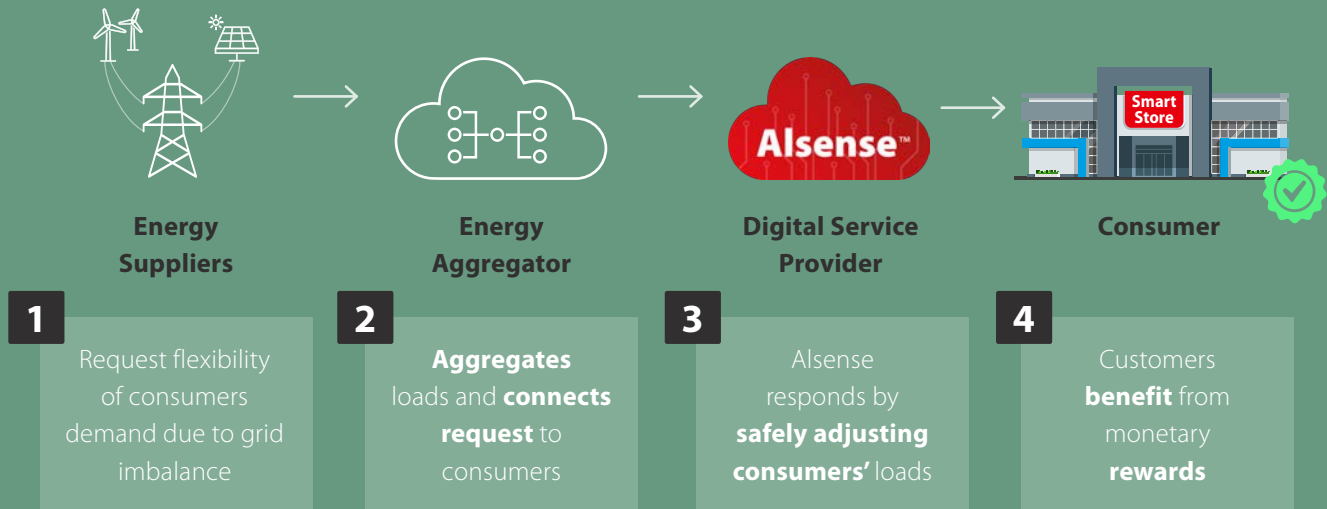 Alsense™
Smart
Store
Energy
Suppliers
Energy
Aggregator
Digital Service
Provider
Consumer
1
Request flexibility
of consumers
demand due to grid
imbalance
2
Aggregates
loads and connects
request to
consumers
3
Alsense
responds by
safely adjusting
consumers’ loads
4
Customers
benefit from
monetary
rewards